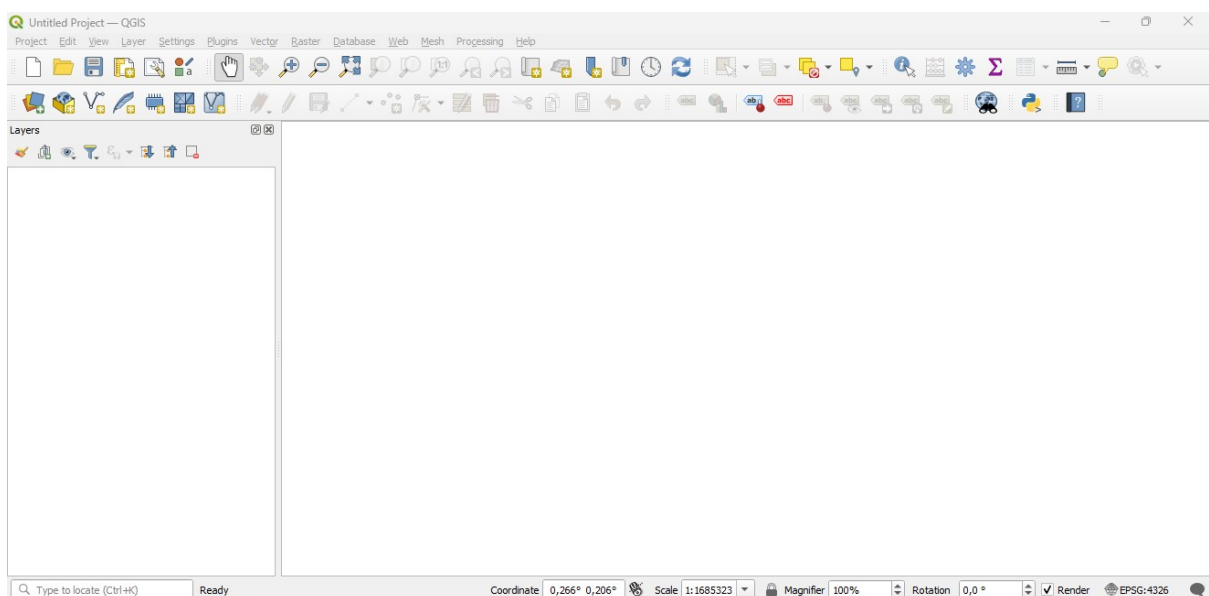 Untitled Project — QGIS
Project Edit View Layer Settings Plugins Vector Raster Database Web Mesh Processing Help
Layers
Type to locate (Ctrl+K) Ready Coordinate 0,266° 0,206° Scale 1:1685323 Magnifier 100% Rotation 0,0 ° Render EPSG:4326